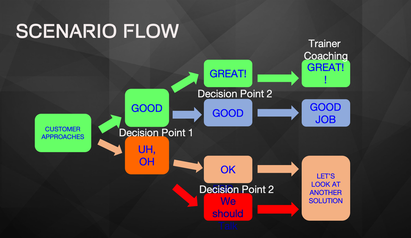 SCENARIO FLOW
Trainer
Coaching
GREAT!
GREAT!
!
Decision Point 2
GOOD
GOOD
GOOD
JOB
CUSTOMER
APPROACHES
Decision Point 1
UH,
OH
OK
LET'S
LOOK AT
ANOTHER
SOLUTION
Decision Point 2
We
should